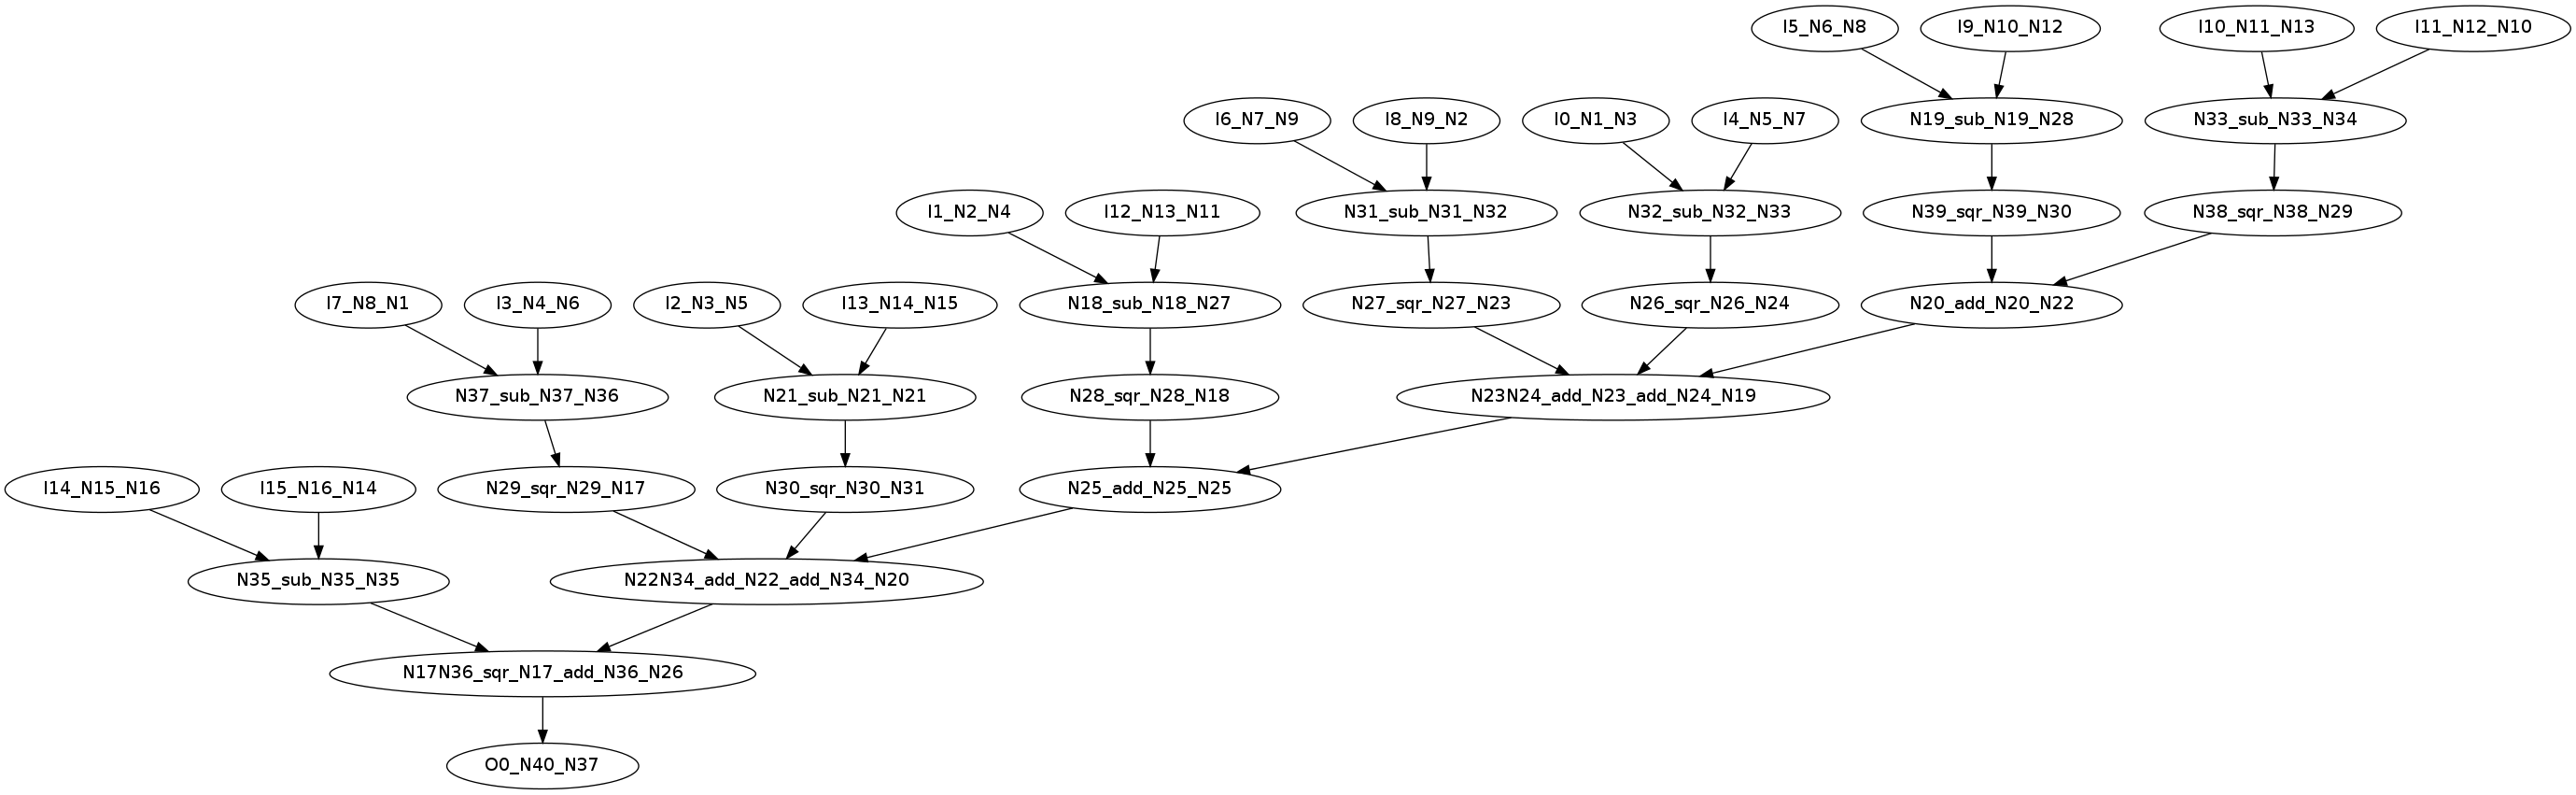 I5_N6_N8
I9_N10_N12
I10_N11_N13
I11_N12_N10
I6_N7_N9
I8_N9_N2
I0_N1_N3
I4_N5_N7
N19_sub_N19_N28
N33_sub_N33_N34
I1_N2_N4
I12_N13_N11
N31_sub_N31_N32
N32_sub_N32_N33
N39_sqr_N39_N30
N38_sqr_N38_N29
I7_N8_N1
I3_N4_N6
I2_N3_N5
I13_N14_N15
N18_sub_N18_N27
N27_sqr_N27_N23
N26_sqr_N26_N24
N20_add_N20_N22
N37_sub_N37_N36
N21_sub_N21_N21
N28_sqr_N28_N18
N23N24_add_N23_add_N24_N19
I14_N15_N16
I15_N16_N14
N29_sqr_N29_N17
N30_sqr_N30_N31
N25_add_N25_N25
N35_sub_N35_N35
N22N34_add_N22_add_N34_N20
N17N36_sqr_N17_add_N36_N26
O0_N40_N37